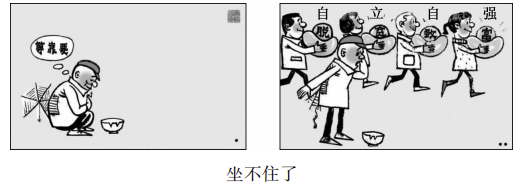 等靠要
自 立 自 强
脱 贫 致 富
坐不住了